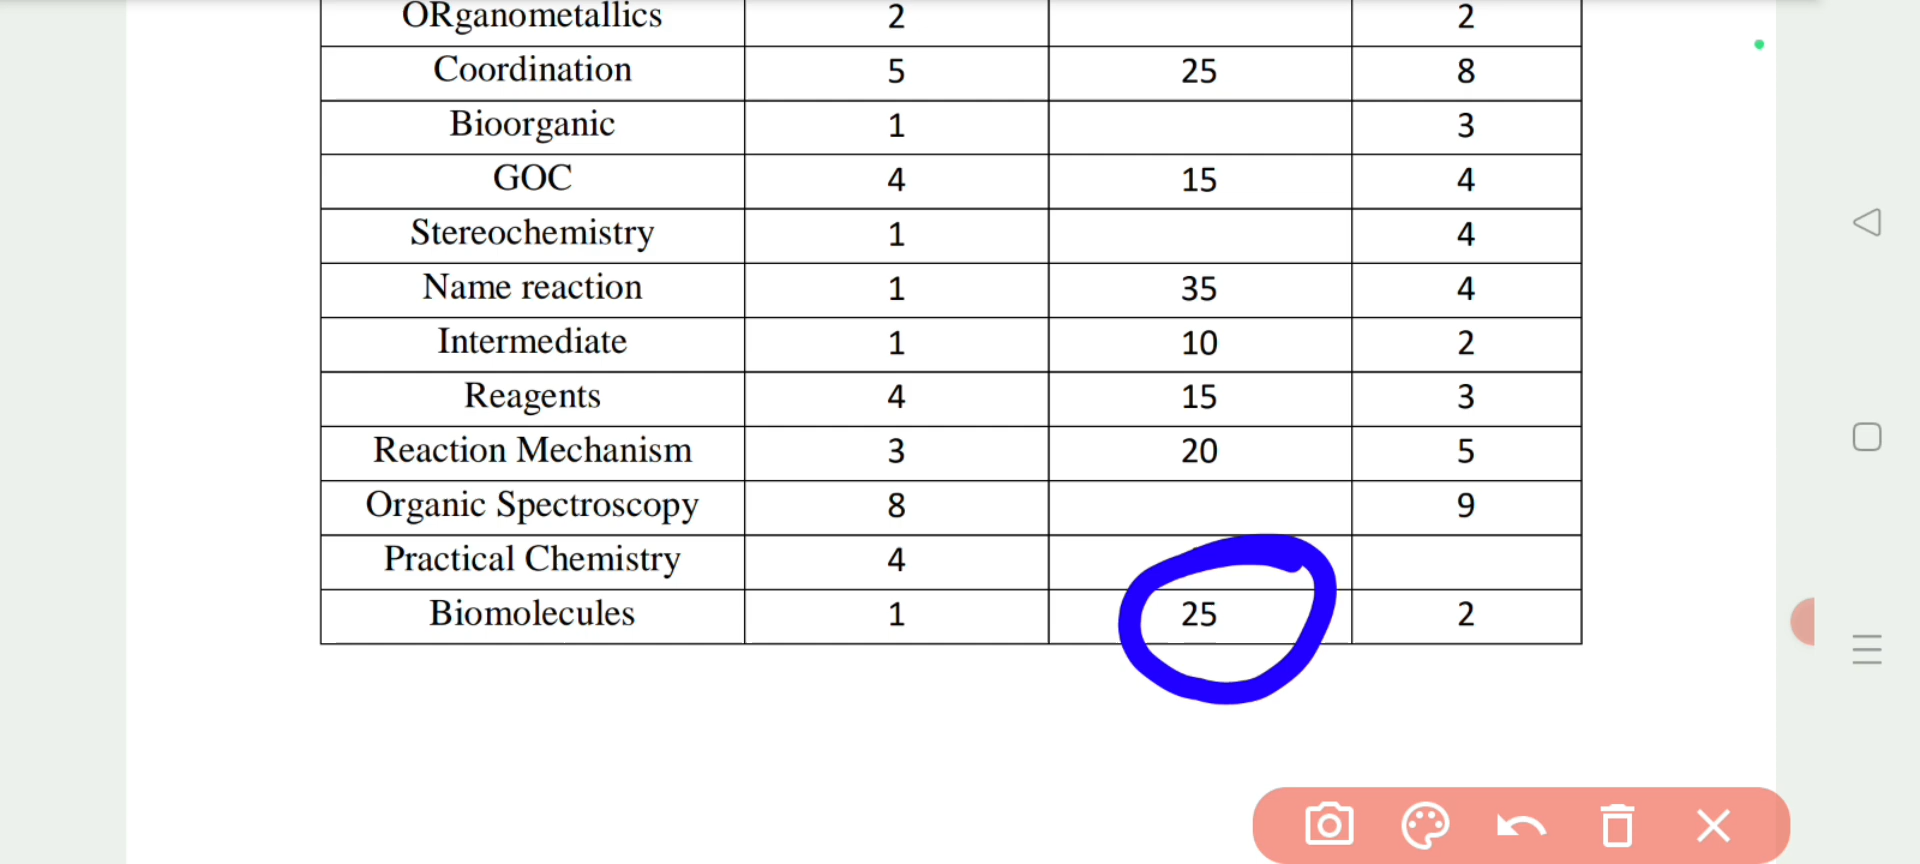 ORganometallics 2 2
Coordination 5 25 8
Bioorganic 1 3
GOC 4 15 4
Stereochemistry 1 4
Name reaction 1 35 4
Intermediate 1 10 2
Reagents 4 15 3
Reaction Mechanism 3 20 5
Organic Spectroscopy 8 9
Practical Chemistry 4
Biomolecules 1 25 2